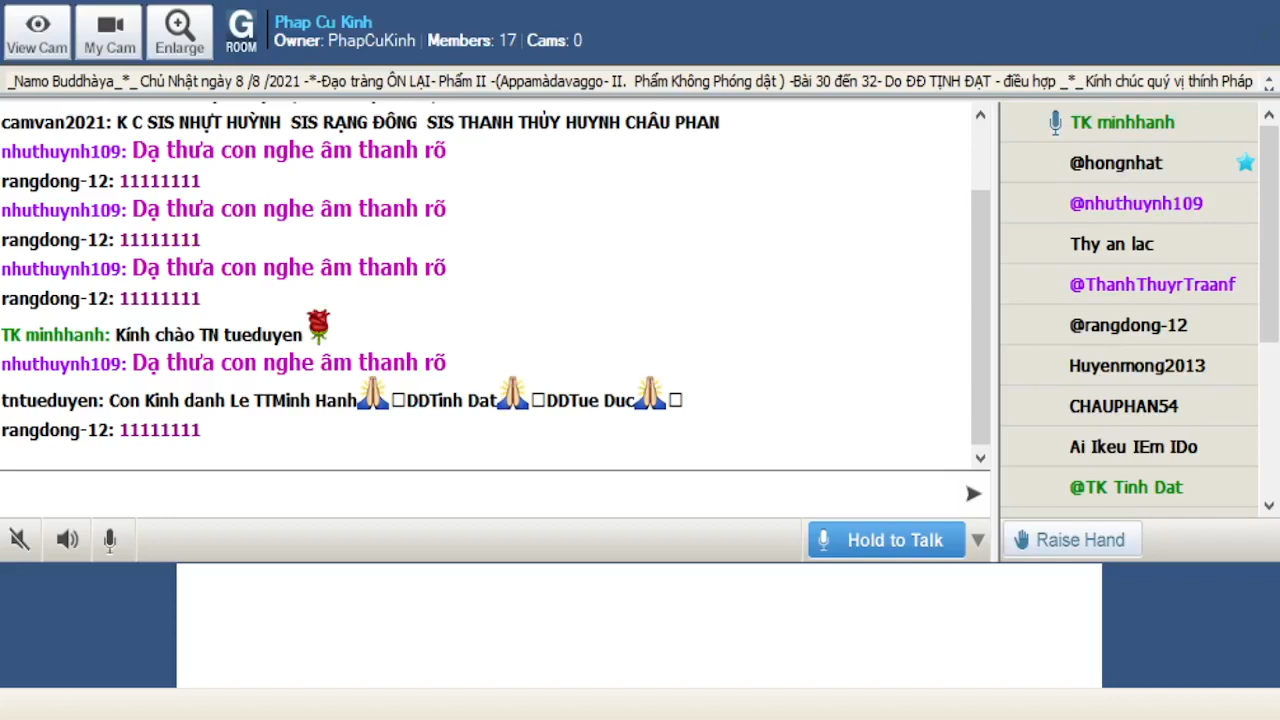 View Cam
My Cam
Enlarge
G
ROOM
Phap Cu Kinh
Owner: PhapCuKinh | Members: 17 | Cams: 0
_Namo Buddhàya_*_ Chủ Nhật ngày 8 /8 /2021 -*-Đạo tràng ÔN LẠI- Phẩm II -(Appamàdavaggo- II. Phẩm Không Phóng dật ) -Bài 30 đến 32- Do ĐĐ TỊNH ĐẠT - điều hợp _*_ Kính chúc quý vị thính Pháp
camvan2021: K C SIS NHỰT HUỲNH SIS RẠNG ĐÔNG SIS THANH THỦY HUYNH CHÂU PHAN
nhuthuynh109: Dạ thưa con nghe âm thanh rõ
rangdong-12: 11111111
nhuthuynh109: Dạ thưa con nghe âm thanh rõ
rangdong-12: 11111111
nhuthuynh109: Dạ thưa con nghe âm thanh rõ
rangdong-12: 11111111
TK minhhanh: Kính chào TN tueduyen
nhuthuynh109: Dạ thưa con nghe âm thanh rõ
tntueduyen: Con Kinh danh Le TTMinh Hanh DDTinh Dat DDTue Duc
rangdong-12: 11111111
TK minhhanh
@hongnhat
@nhuthuynh109
Thy an lac
@ThanhThuyrTraanf
@rangdong-12
Huyenmong2013
CHAUPHAN54
Ai Ikeu IEm IDo
@TK Tinh Dat
Hold to Talk
Raise Hand